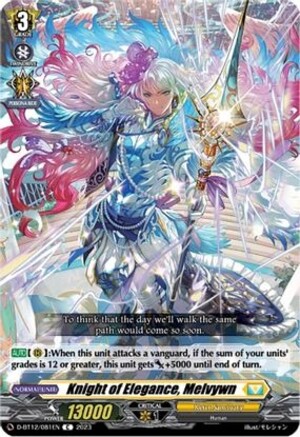 3
GRADE
PERSONA RIDE
To think that the day we'll walk the same
path would come so soon.
AUTO [ ]:When this unit attacks a vanguard, if the sum of your units'
grades is 12 or greater, this unit gets +5000 until end of turn.
NORMAL UNIT
Knight of Elegance, Melvywn
POWER 13000 CRITICAL
Human
D-BT12/081EN C 2023